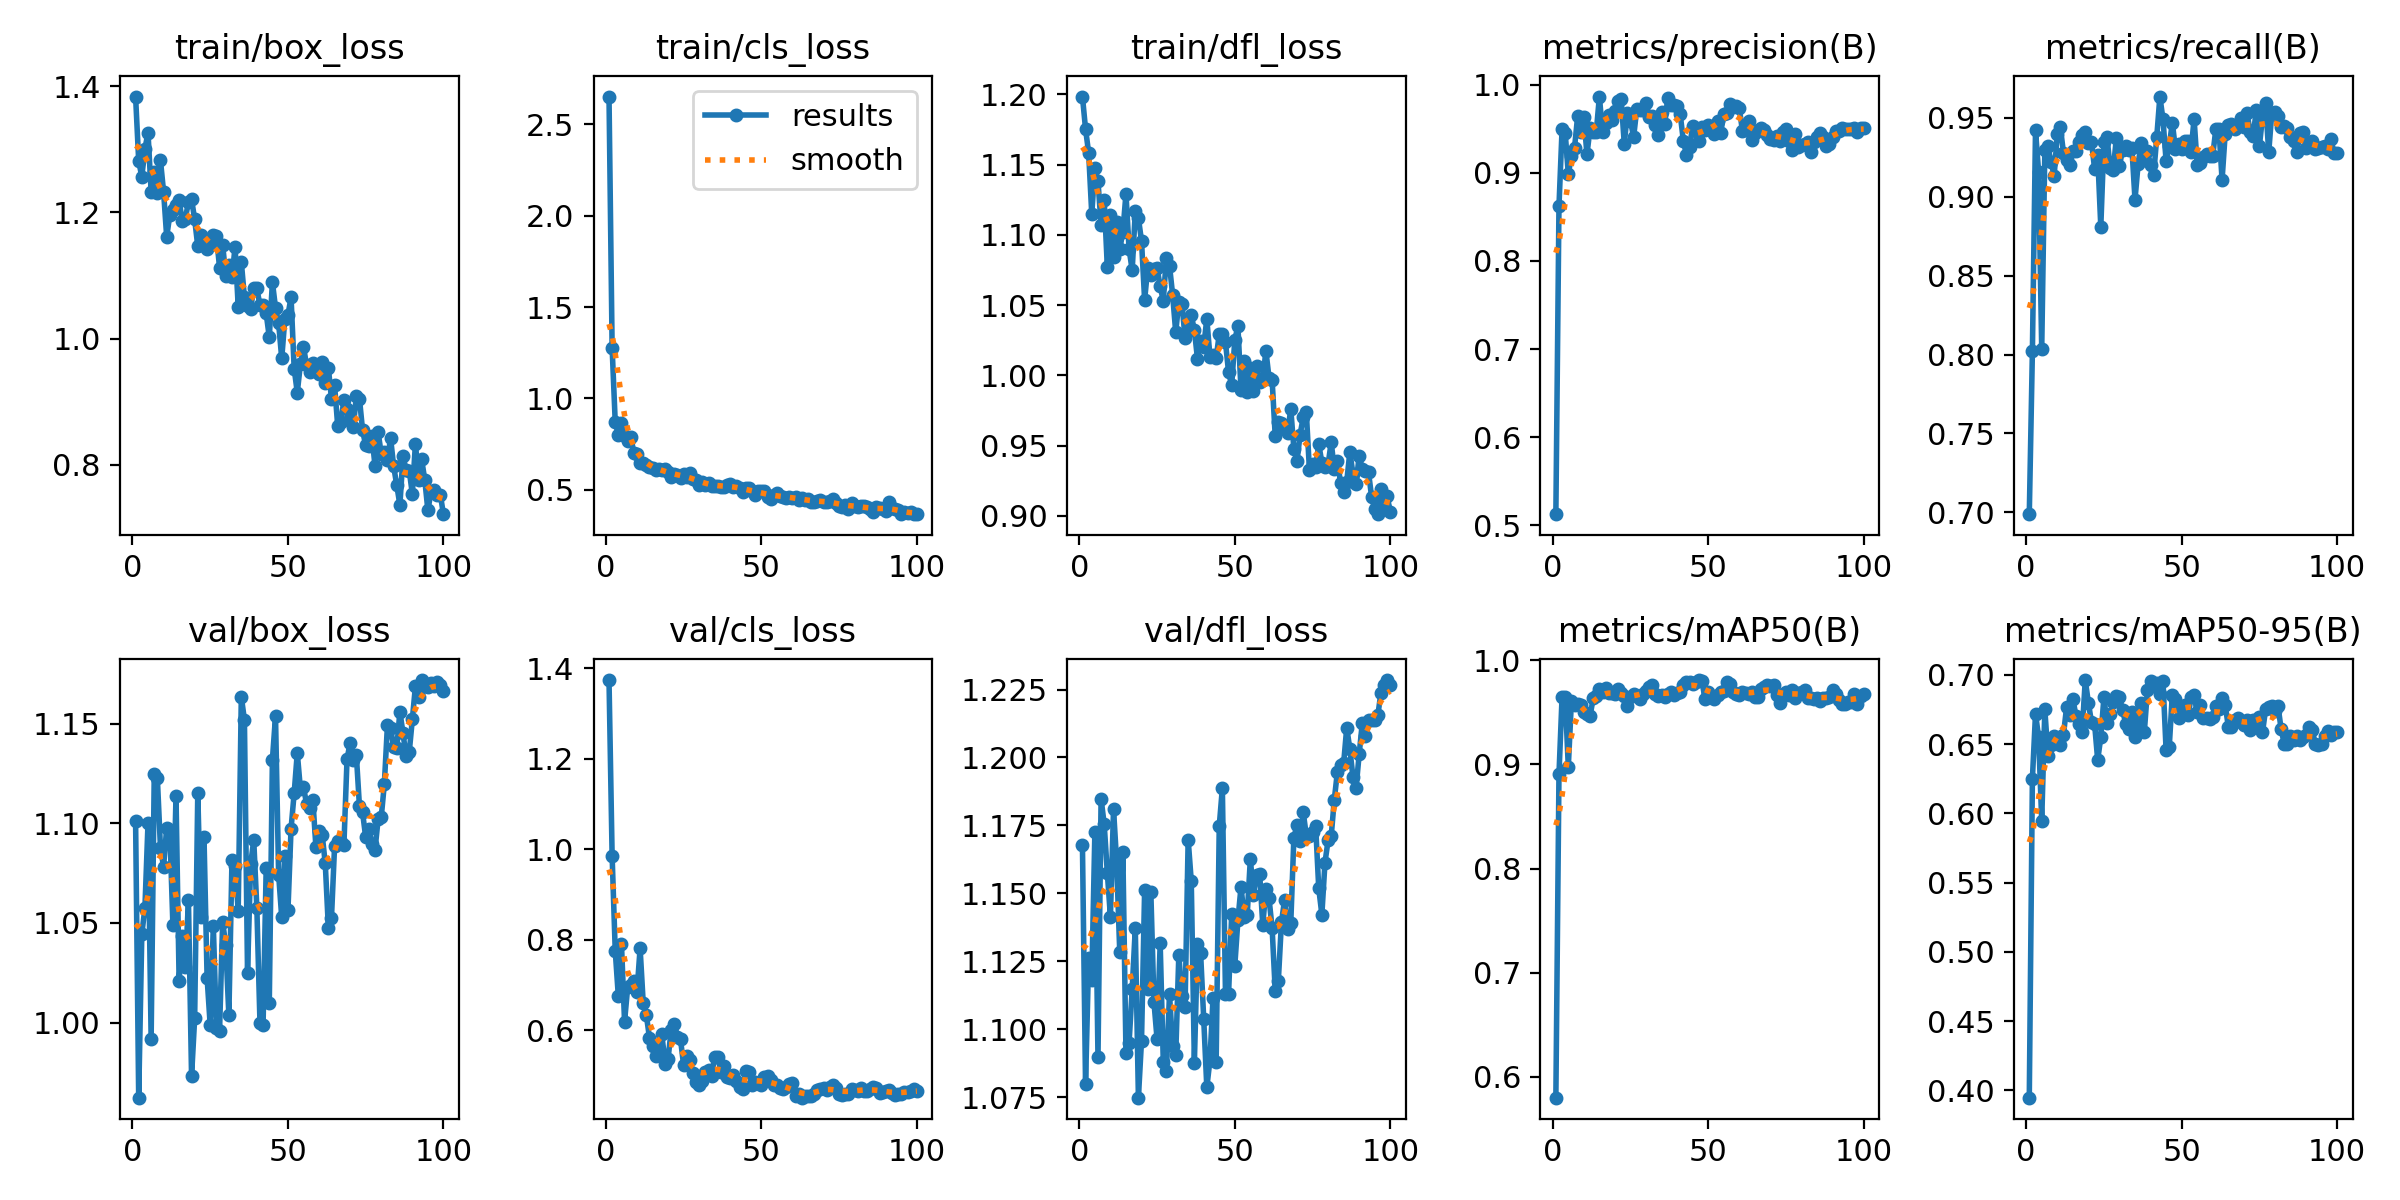 train/box_loss
1.4
1.2
1.0
0.8
0 50 100
train/cls_loss
results
smooth
2.5
2.0
1.5
1.0
0.5
0 50 100
train/dfl_loss
1.20
1.15
1.10
1.05
1.00
0.95
0.90
0 50 100
metrics/precision(B)
1.0
0.9
0.8
0.7
0.6
0.5
0 50 100
metrics/recall(B)
0.95
0.90
0.85
0.80
0.75
0.70
0 50 100
val/box_loss
1.15
1.10
1.05
1.00
0 50 100
val/cls_loss
1.4
1.2
1.0
0.8
0.6
0 50 100
val/dfl_loss
1.225
1.200
1.175
1.150
1.125
1.100
1.075
0 50 100
metrics/mAP50(B)
1.0
0.9
0.8
0.7
0.6
0 50 100
metrics/mAP50-95(B)
0.70
0.65
0.60
0.55
0.50
0.45
0.40
0 50 100